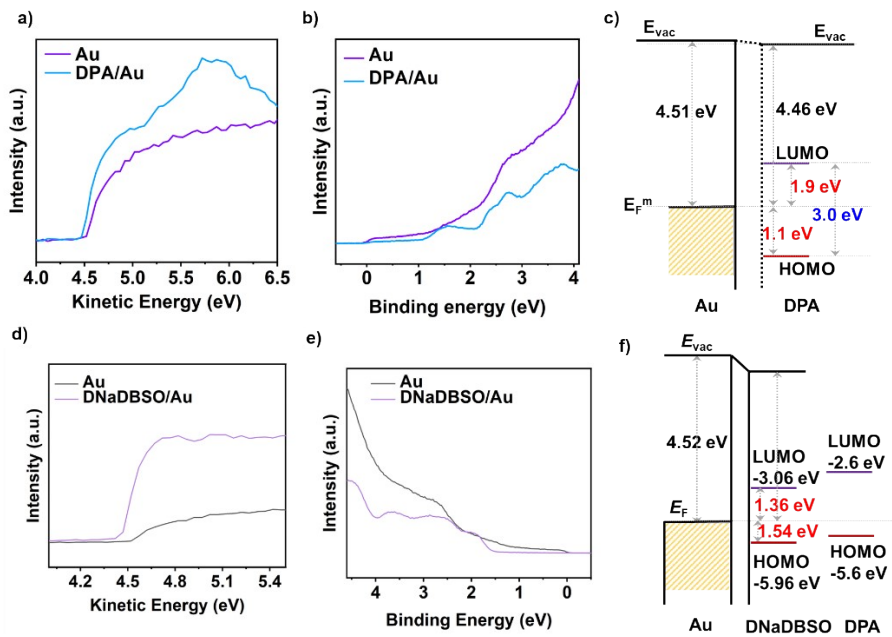 a)
Au
DPA/Au
Intensity (a.u.)
4.0 4.5 5.0 5.5 6.0 6.5
Kinetic Energy (eV)
b)
Au
DPA/Au
Intensity (a.u.)
0 1 2 3 4
Binding energy (eV)
c)
Evac
Evac
4.51 eV
4.46 eV
LUMO
1.9 eV
EFm
3.0 eV
1.1 eV
HOMO
Au
DPA
d)
Au
DNaDBSO/Au
Intensity (a.u.)
4.2 4.5 4.8 5.1 5.4
Kinetic Energy (eV)
e)
Au
DNaDBSO/Au
Intensity (a.u.)
4 3 2 1 0
Binding Energy (eV)
f)
Evac
4.52 eV
LUMO
-3.06 eV
LUMO
-2.6 eV
1.36 eV
EF
1.54 eV
HOMO
-5.96 eV
HOMO
-5.6 eV
Au
DNaDBSO
DPA